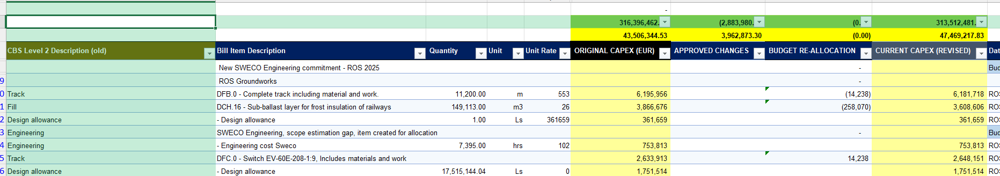 -
316,396,462. (2,883,980. (0. 313,512,481.
43,506,344.53 3,962,873.30 (0.00) 47,469,217.83
CBS Level 2 Description (old) Bill Item Description Quantity Unit Unit Rate ORIGINAL CAPEX (EUR) APPROVED CHANGES BUDGET RE-ALLOCATION CURRENT CAPEX (REVISED) Dat
New SWECO Engineering commitment - ROS 2025 - Bud
9 ROS Groundworks -
0 Track DFB.0 - Complete track including material and work. 11,200.00 m 553 6,195,956 (14,238) 6,181,718 ROS
1 Fill DCH.16 - Sub-ballast layer for frost insulation of railways 149,113.00 m3 26 3,866,676 (258,070) 3,608,606 ROS
2 Design allowance - Design allowance 1.00 Ls 361659 361,659 361,659 ROS
3 Engineering SWECO Engineering, scope estimation gap, item created for allocation - Bud
4 Engineering - Engineering cost Sweco 7,395.00 hrs 102 753,813 753,813 ROS
5 Track DFC.0 - Switch EV-60E-208-1:9, Includes materials and work 2,633,913 14,238 2,648,151 ROS
6 Design allowance - Design allowance 17,515,144.04 Ls 0 1,751,514 1,751,514 ROS